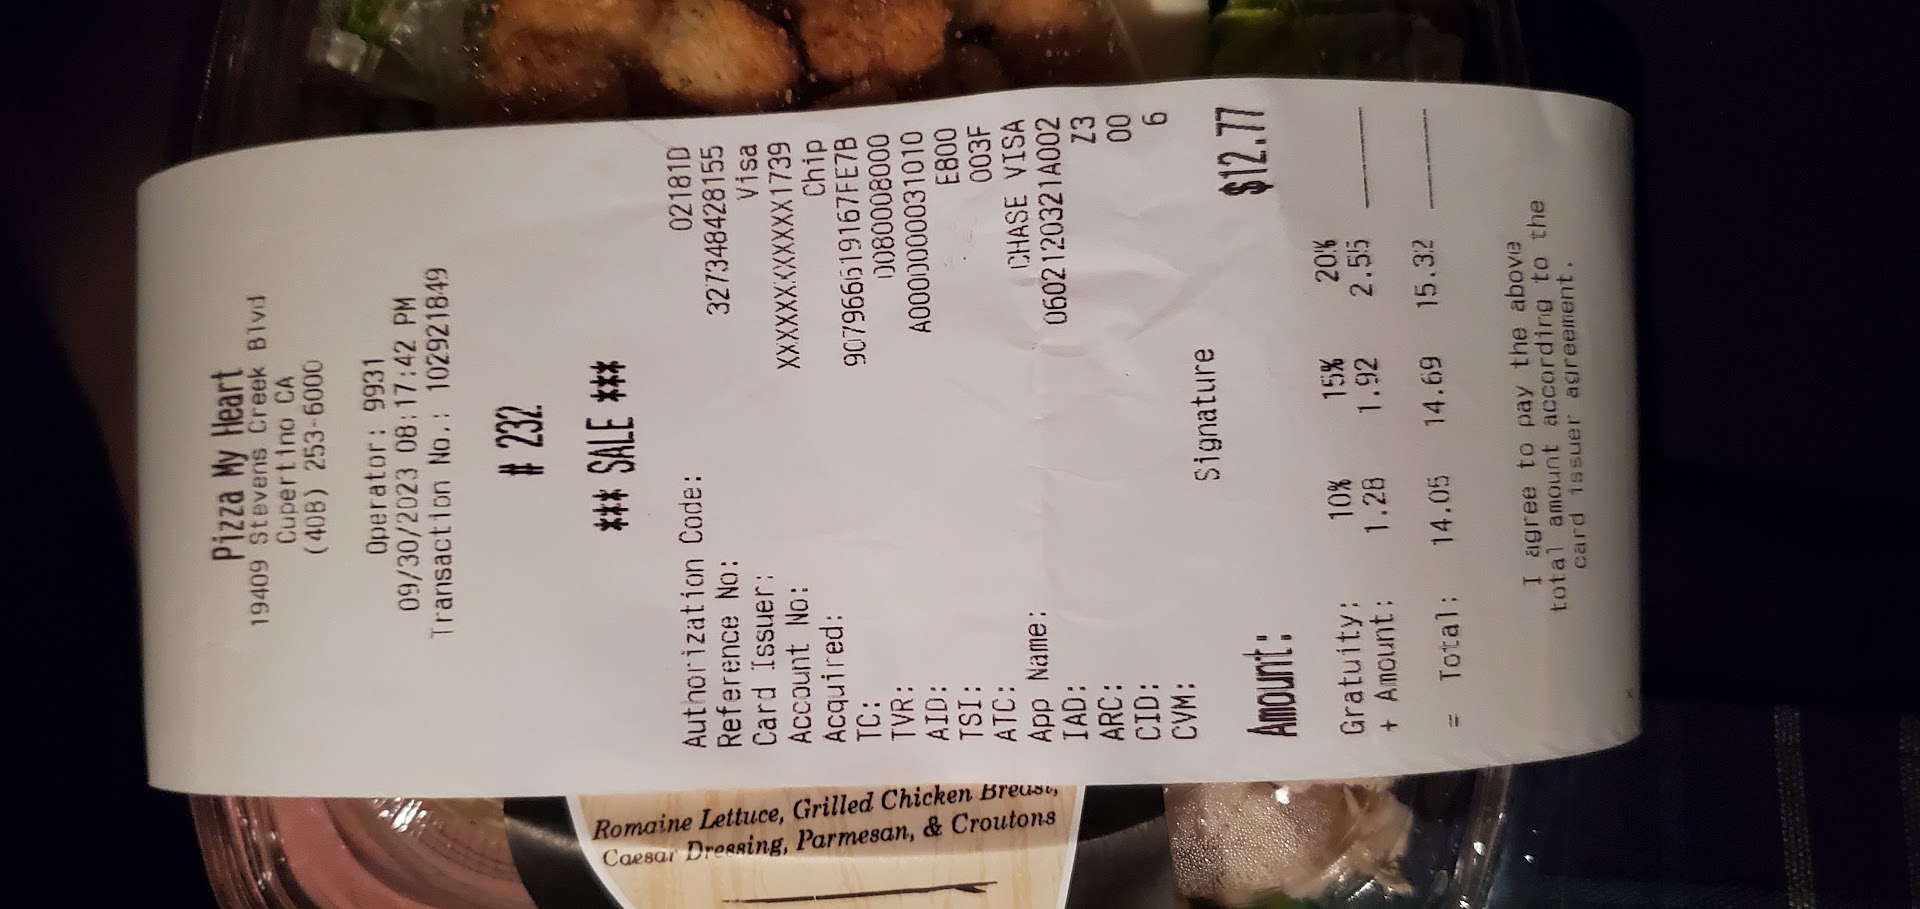 Pizza My Heart
19409 Stevens Creek Blvd
Cupertino CA
(408) 253-6000
Operator: 9931
09/30/2023 08:17:42 PM
Transaction No.: 102921849
# 232
*** SALE ***
Authorization Code: 02181D
Reference No: 327348428155
Card Issuer: Visa
Account No: XXXXXXXXXXXX1739
Acquired: Chip
TC: 907966619167FE7B
TVR: 0080008000
AID: A0000000031010
TSI: E800
ATC: 003F
App Name: CHASE VISA
IAD: 0602120321A002
ARC: Z3
CID: 00
CVM: 6
Signature
Amount: $12.77
Gratuity: 10% 15% 20%
+ Amount: 1.28 1.92 2.55
= Total: 14.05 14.69 15.32
I agree to pay the above
total amount according to the
card issuer agreement.
Romaine Lettuce, Grilled Chicken Breast,
Caesar Dressing, Parmesan, & Croutons